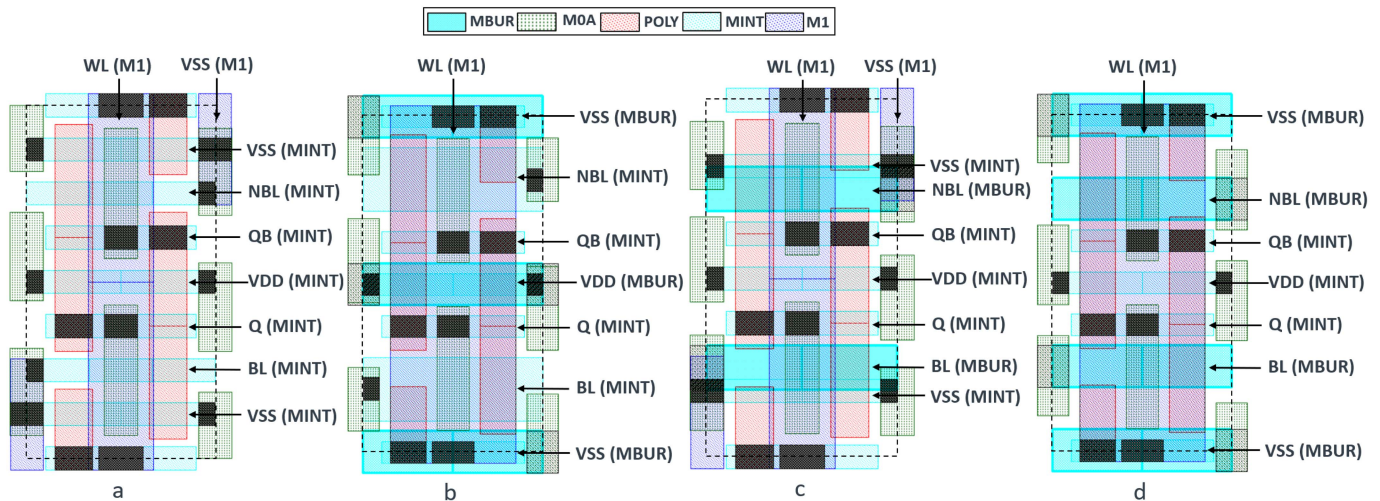 MBUR M0A POLY MINT M1
WL (M1)
VSS (M1)
VSS (MINT)
NBL (MINT)
QB (MINT)
VDD (MINT)
Q (MINT)
BL (MINT)
VSS (MINT)
a
WL (M1)
VSS (MBUR)
NBL (MINT)
QB (MINT)
VDD (MBUR)
Q (MINT)
BL (MINT)
VSS (MBUR)
b
WL (M1)
VSS (M1)
VSS (MINT)
NBL (MBUR)
QB (MINT)
VDD (MINT)
Q (MINT)
BL (MBUR)
VSS (MINT)
c
WL (M1)
VSS (MBUR)
NBL (MBUR)
QB (MINT)
VDD (MINT)
Q (MINT)
BL (MBUR)
VSS (MBUR)
d